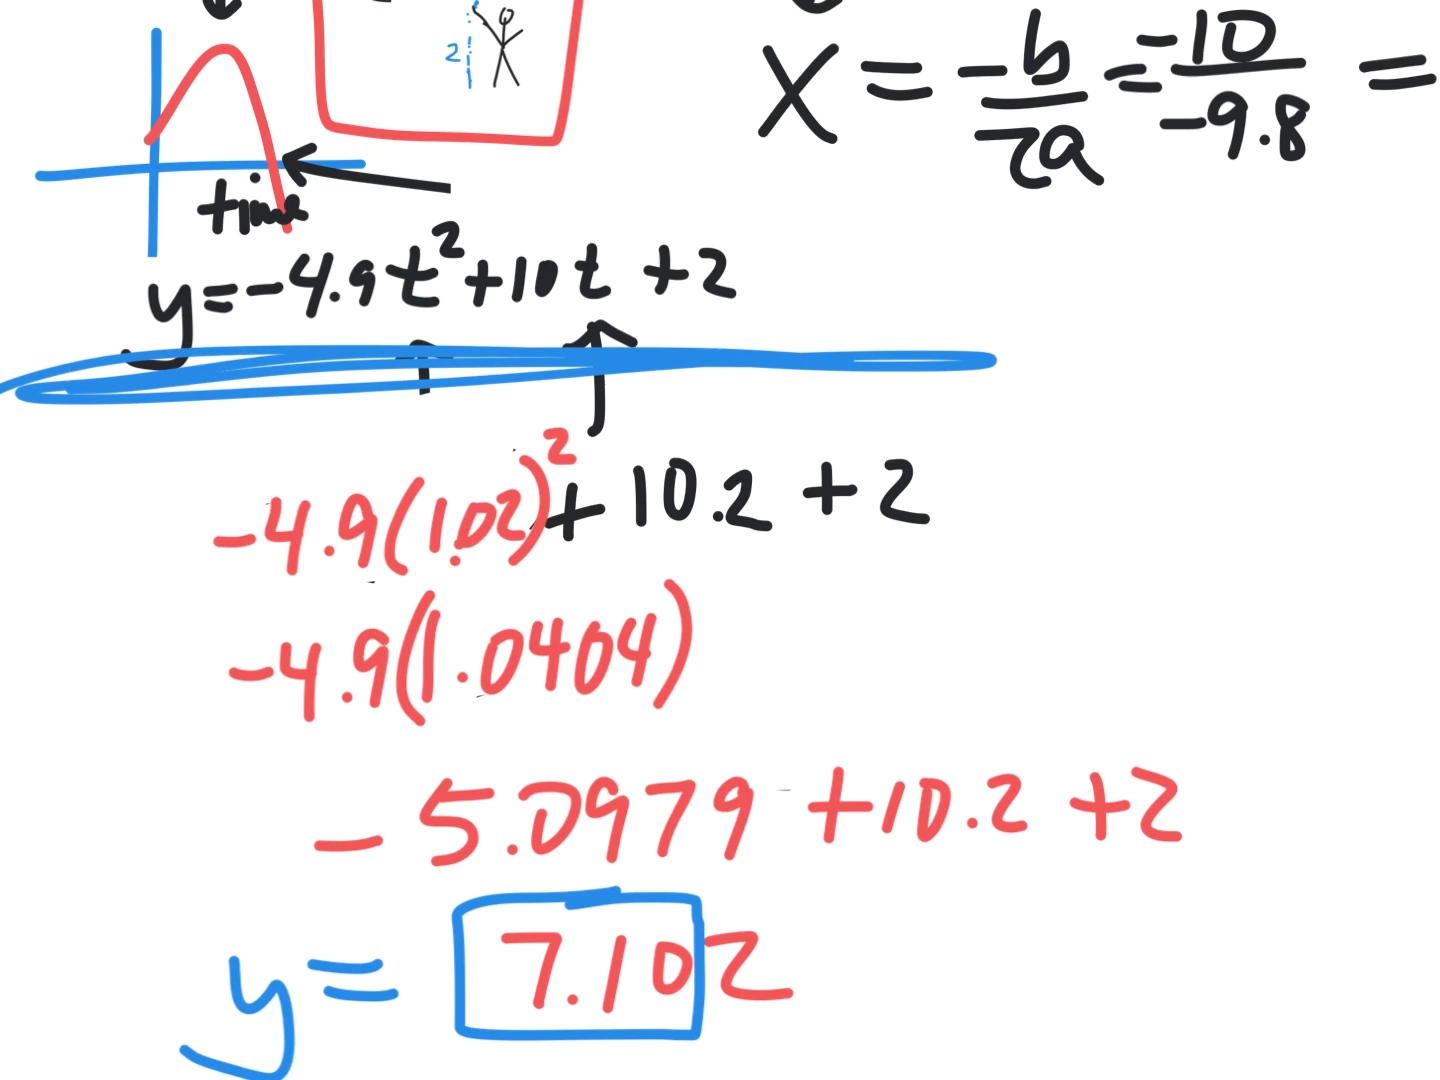 2
x = -b/2a = -10/-9.8 =
time
y = -4.9t² + 10t + 2
-4.9(1.02)² + 10.2 + 2
-4.9(1.0404)
-5.0979 + 10.2 + 2
y = 7.102